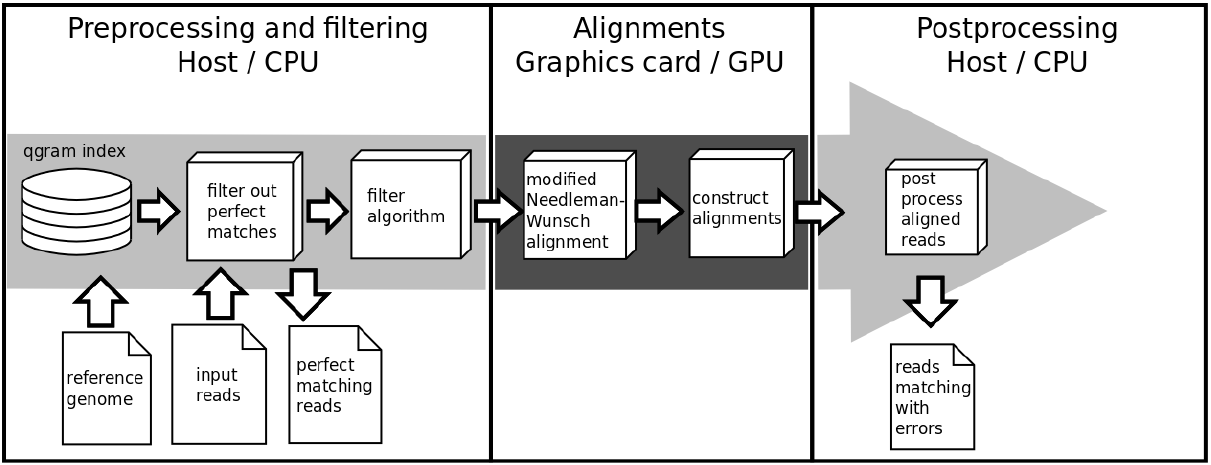 Preprocessing and filtering
Host / CPU
Alignments
Graphics card / GPU
Postprocessing
Host / CPU
qgram index
filter out
perfect
matches
filter
algorithm
modified
Needleman-
Wunsch
alignment
construct
alignments
post
process
aligned
reads
reference
genome
input
reads
perfect
matching
reads
reads
matching
with
errors